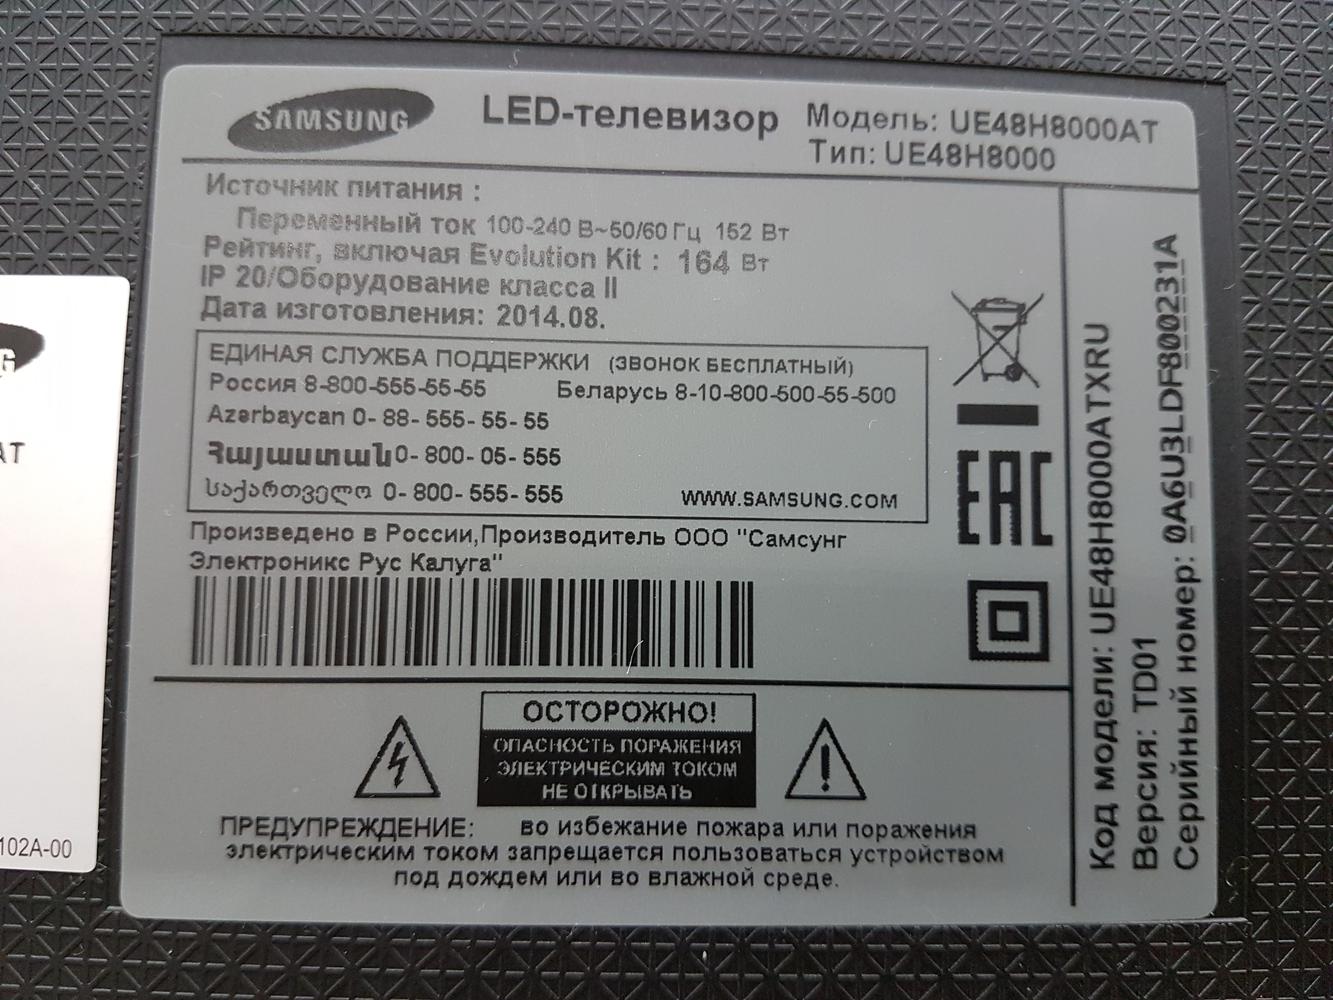 SAMSUNG
LED-телевизор
Модель: UE48H8000AT
Тип: UE48H8000
Источник питания :
Переменный ток 100-240 В~50/60 Гц 152 Вт
Рейтинг, включая Evolution Kit : 164 Вт
IP 20/Оборудование класса II
Дата изготовления: 2014.08.
ЕДИНАЯ СЛУЖБА ПОДДЕРЖКИ (ЗВОНОК БЕСПЛАТНЫЙ)
Россия 8-800-555-55-55 Беларусь 8-10-800-500-55-500
Azərbaycan 0- 88- 555- 55- 55
Հայաստան 0- 800- 05- 555
საქართველო 0- 800- 555- 555
WWW.SAMSUNG.COM
Произведено в России,Производитель ООО "Самсунг
Электроникс Рус Калуга"
EAC
Код модели: UE48H8000ATXRU
Версия: TD01
Серийный номер: 0A6U3LDF800231A
ОСТОРОЖНО!
ОПАСНОСТЬ ПОРАЖЕНИЯ
ЭЛЕКТРИЧЕСКИМ ТОКОМ
НЕ ОТКРЫВАТЬ
ПРЕДУПРЕЖДЕНИЕ: во избежание пожара или поражения
электрическим током запрещается пользоваться устройством
под дождем или во влажной среде.
AT
102A-00